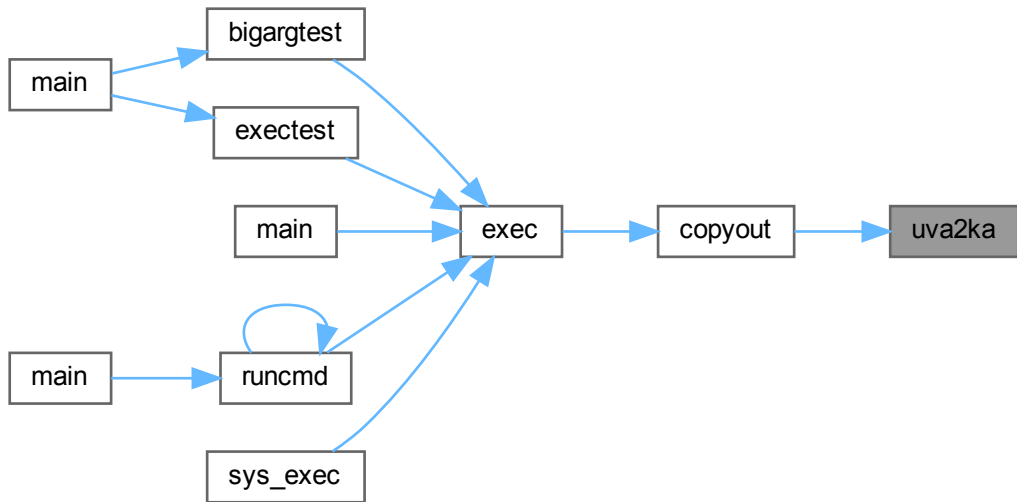 bigargtest
main
exectest
main
exec
copyout
uva2ka
main
runcmd
sys_exec